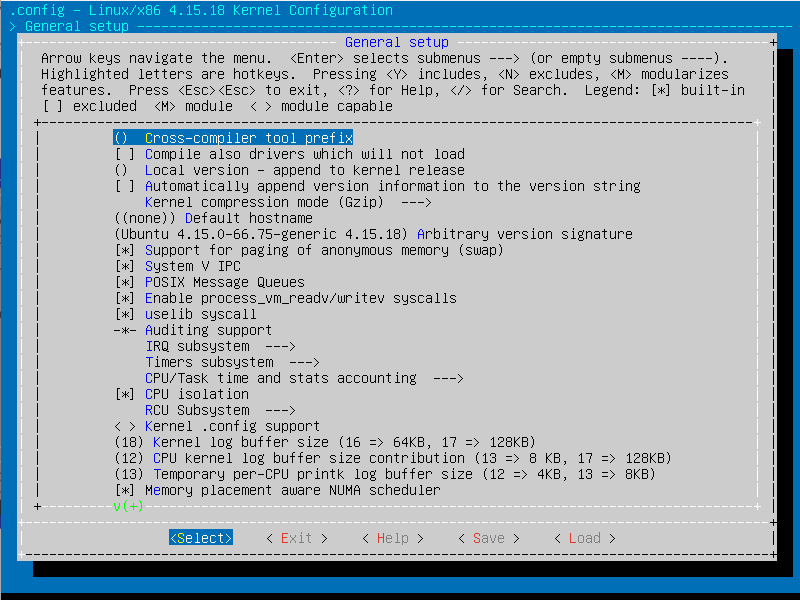 .config - Linux/x86 4.15.18 Kernel Configuration
> General setup
General setup
Arrow keys navigate the menu.  <Enter> selects submenus ---> (or empty submenus ----).
Highlighted letters are hotkeys.  Pressing <Y> includes, <N> excludes, <M> modularizes
features.  Press <Esc><Esc> to exit, <?> for Help, </> for Search.  Legend: [*] built-in
[ ] excluded  <M> module  < > module capable
()  Cross-compiler tool prefix
[ ] Compile also drivers which will not load
()  Local version - append to kernel release
[ ] Automatically append version information to the version string
Kernel compression mode (Gzip)  --->
((none)) Default hostname
(Ubuntu 4.15.0-66.75-generic 4.15.18) Arbitrary version signature
[*] Support for paging of anonymous memory (swap)
[*] System V IPC
[*] POSIX Message Queues
[*] Enable process_vm_readv/writev syscalls
[*] uselib syscall
-*- Auditing support
IRQ subsystem  --->
Timers subsystem  --->
CPU/Task time and stats accounting  --->
[*] CPU isolation
RCU Subsystem  --->
< > Kernel .config support
(18) Kernel log buffer size (16 => 64KB, 17 => 128KB)
(12) CPU kernel log buffer size contribution (13 => 8 KB, 17 => 128KB)
(13) Temporary per-CPU printk log buffer size (12 => 4KB, 13 => 8KB)
[*] Memory placement aware NUMA scheduler
v(+)
<Select>    < Exit >    < Help >    < Save >    < Load >